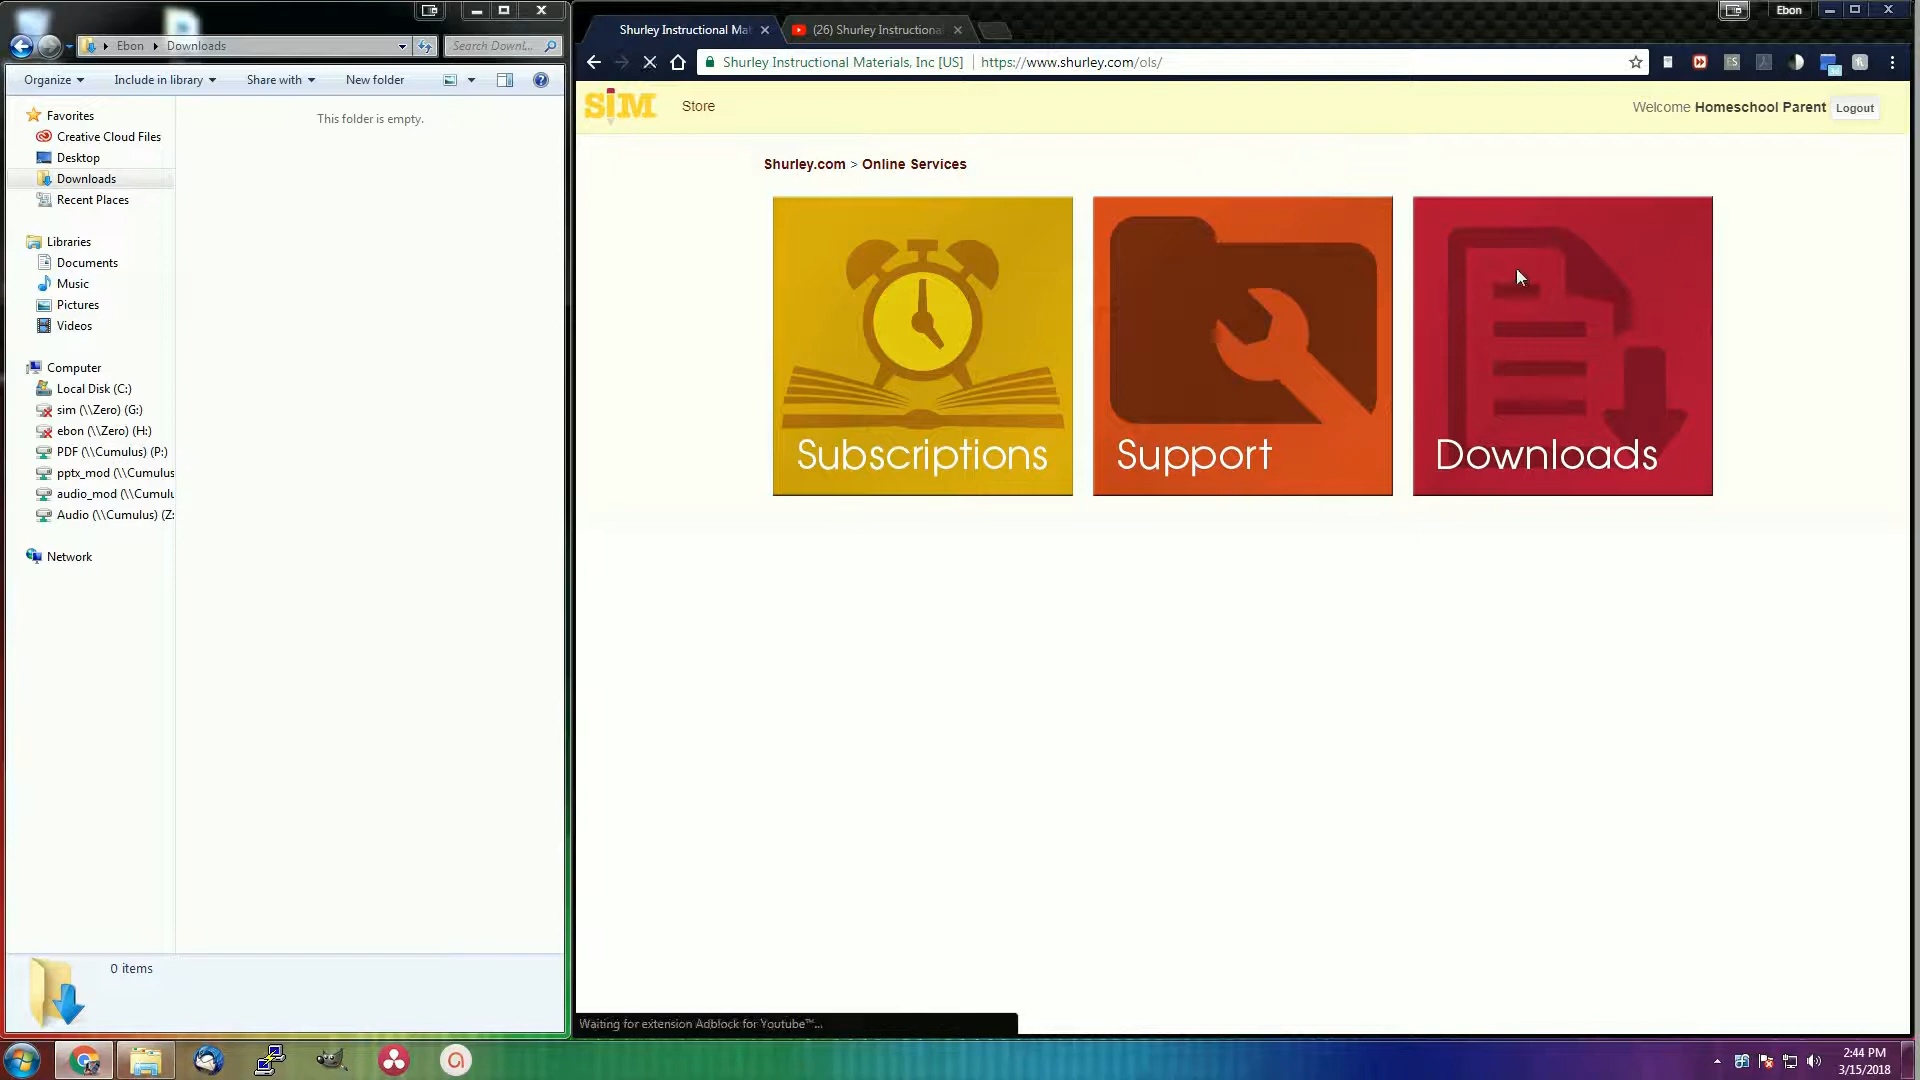 Ebon ▸ Downloads
Search Downl...
Organize
Include in library
Share with
New folder
Favorites
Creative Cloud Files
Desktop
Downloads
Recent Places
Libraries
Documents
Music
Pictures
Videos
Computer
Local Disk (C:)
sim (\\Zero) (G:)
ebon (\\Zero) (H:)
PDF (\\Cumulus) (P:)
pptx_mod (\\Cumulus
audio_mod (\\Cumulu
Audio (\\Cumulus) (Z:
Network
This folder is empty.
0 items
Shurley Instructional Ma
(26) Shurley Instructiona
Ebon
Shurley Instructional Materials, Inc [US]
https://www.shurley.com/ols/
SIM
Store
Welcome Homeschool Parent
Logout
Shurley.com > Online Services
Subscriptions
Support
Downloads
Waiting for extension Adblock for Youtube™...
2:44 PM
3/15/2018